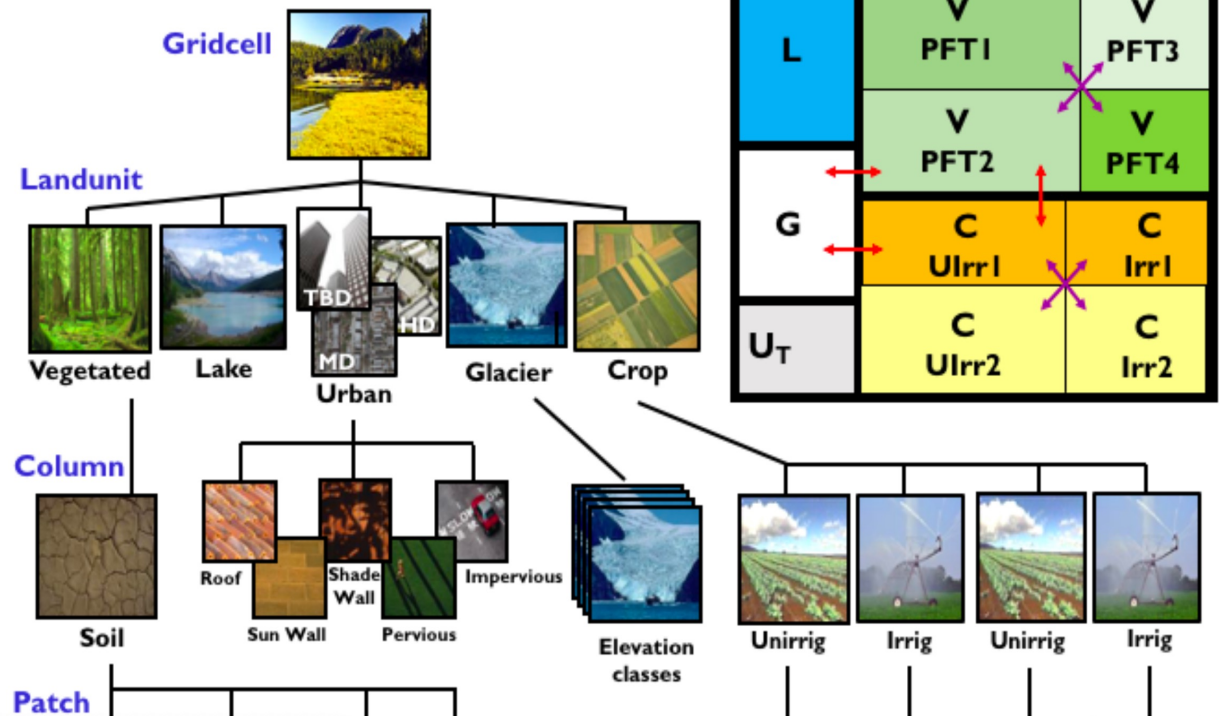 Gridcell
Landunit
TBD
HD
MD
Vegetated
Lake
Urban
Glacier
Crop
Column
Roof
Sun Wall
Shade
Wall
Pervious
Impervious
SLOW
Soil
Elevation
classes
Unirrig
Irrig
Unirrig
Irrig
Patch
L
G
UT
V
PFT1
V
PFT3
V
PFT2
V
PFT4
C
UIrr1
C
Irr1
C
UIrr2
C
Irr2